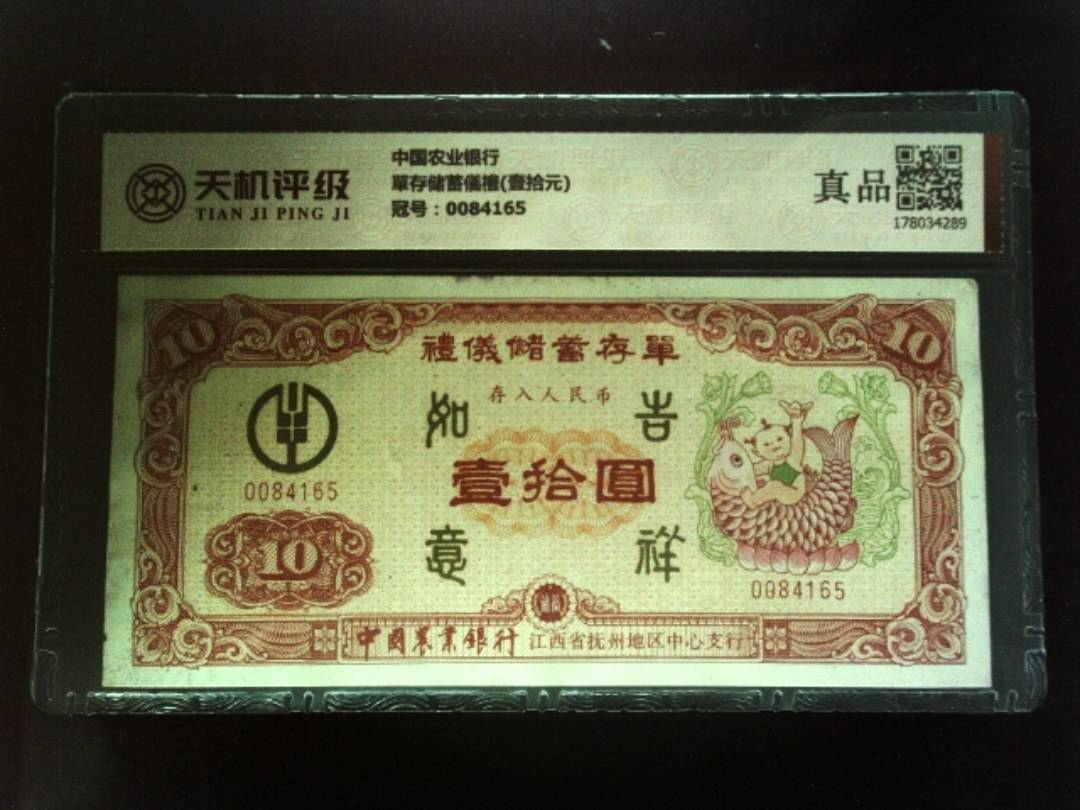 天机评级
TIAN JI PING JI
中国农业银行
單存储蓄儀禮(壹拾元)
冠号：0084165
真品
178034289
10
10
禮儀儲蓄存單
存入人民币
如
吉
壹拾圓
0084165
意
祥
10
0084165
中國農業銀行 江西省抚州地区中心支行